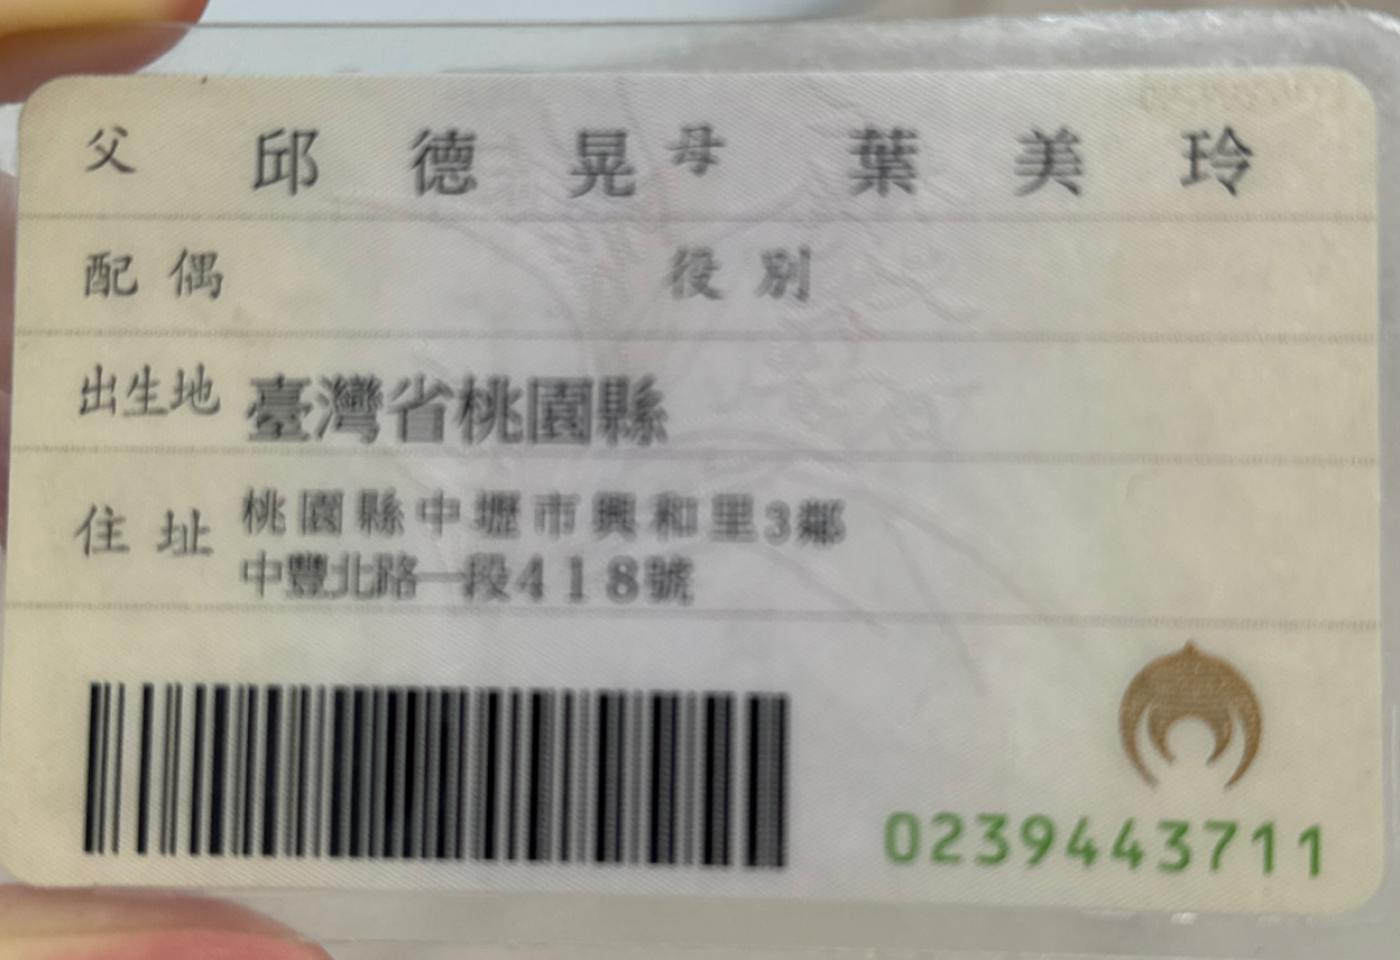 父 邱德晃 母 葉美玲
配偶 役別
出生地 臺灣省桃園縣
住址 桃園縣中壢市興和里3鄰
中豐北路一段418號
0239443711